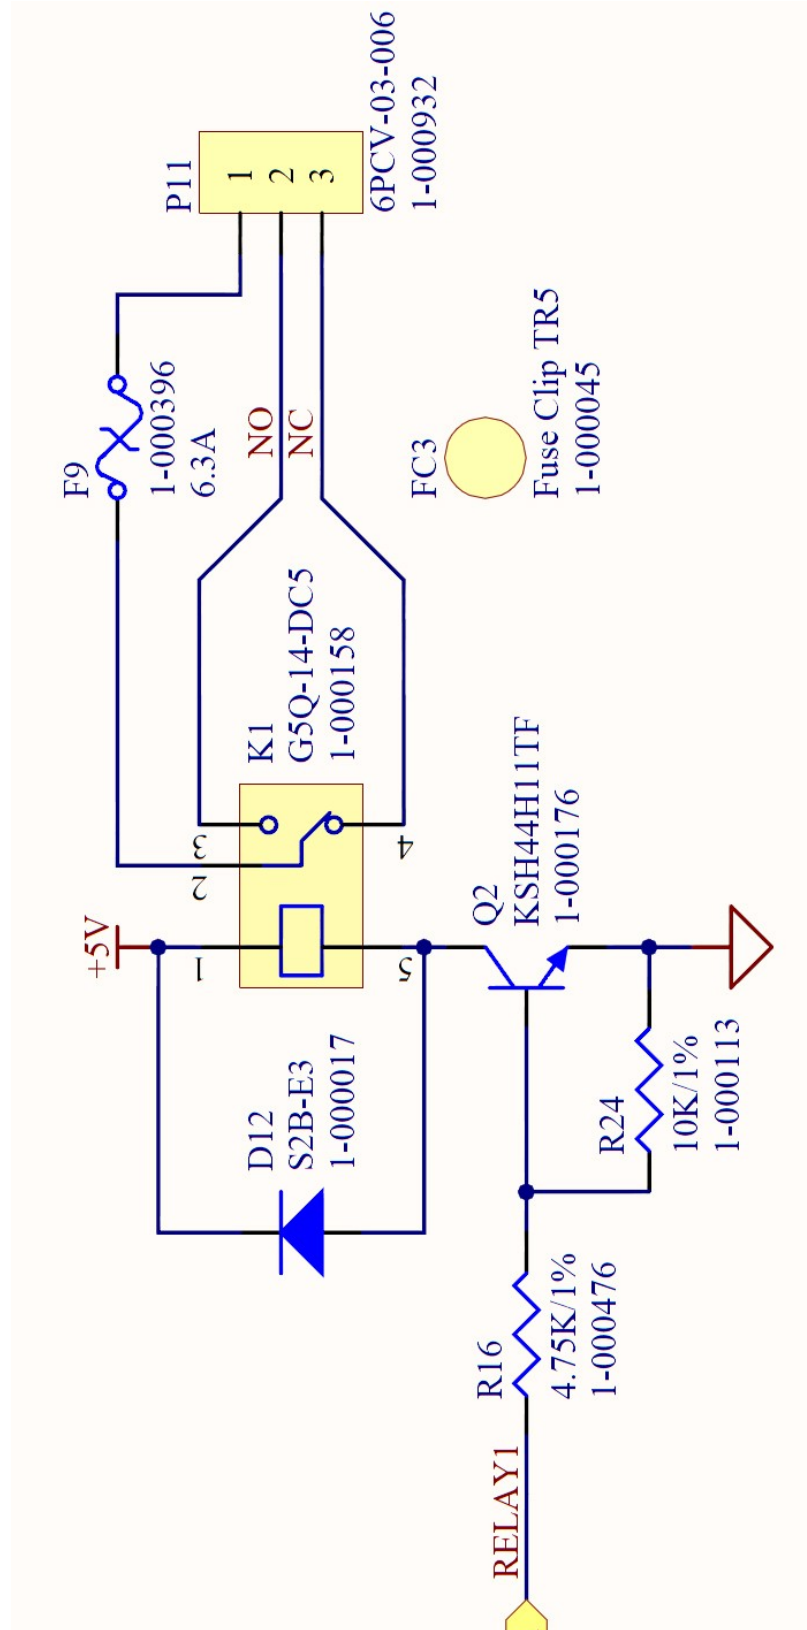 P11
1
2
3
6PCV-03-006
1-000932
F9
1-000396
6.3A
NO
NC
FC3
Fuse Clip TR5
1-000045
K1
G5Q-14-DC5
1-000158
3
2
4
+5V
1
5
Q2
KSH44H11TF
1-000176
D12
S2B-E3
1-000017
R24
10K/1%
1-000113
R16
4.75K/1%
1-000476
RELAY1